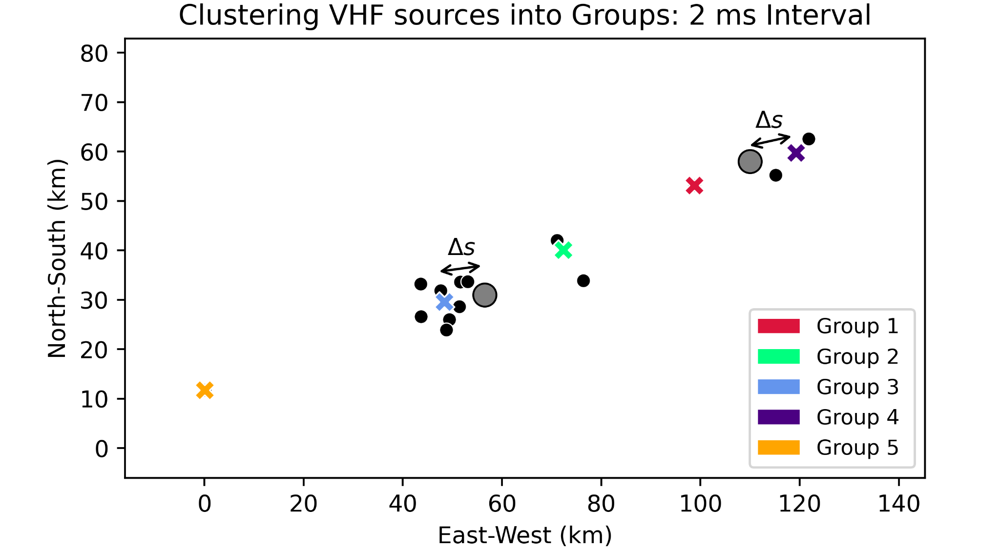 Clustering VHF sources into Groups: 2 ms Interval
80
70
60
50
40
30
20
10
0
North-South (km)
Δs
Δs
Group 1
Group 2
Group 3
Group 4
Group 5
0 20 40 60 80 100 120 140
East-West (km)